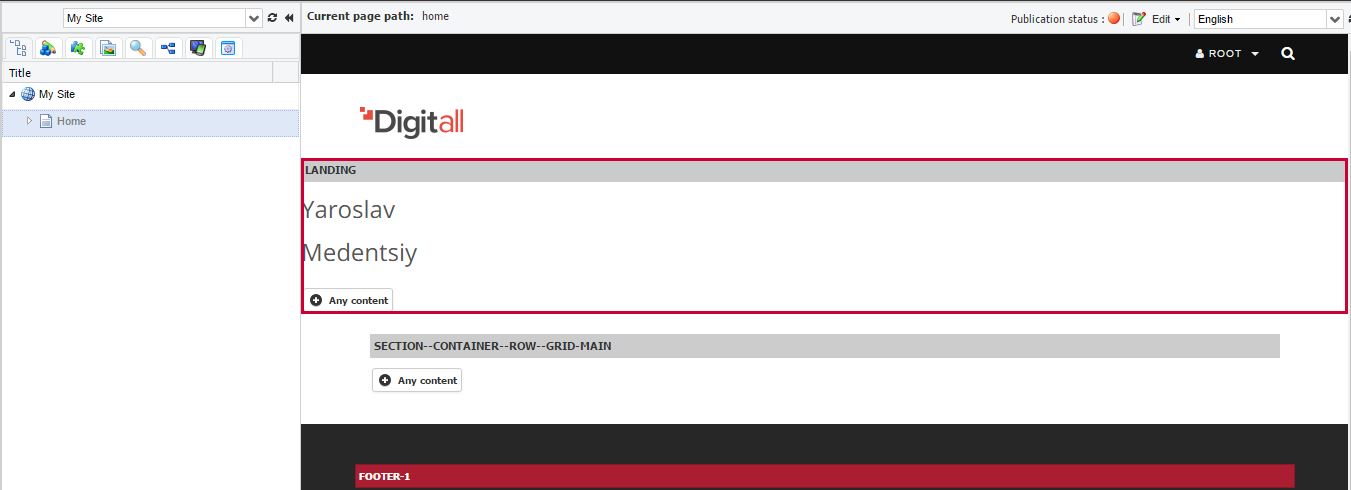 My Site
Current page path: home
Publication status :
Edit
English
Title
My Site
Home
ROOT
Digitall
LANDING
Yaroslav
Medentsiy
Any content
SECTION--CONTAINER--ROW--GRID-MAIN
Any content
FOOTER-1